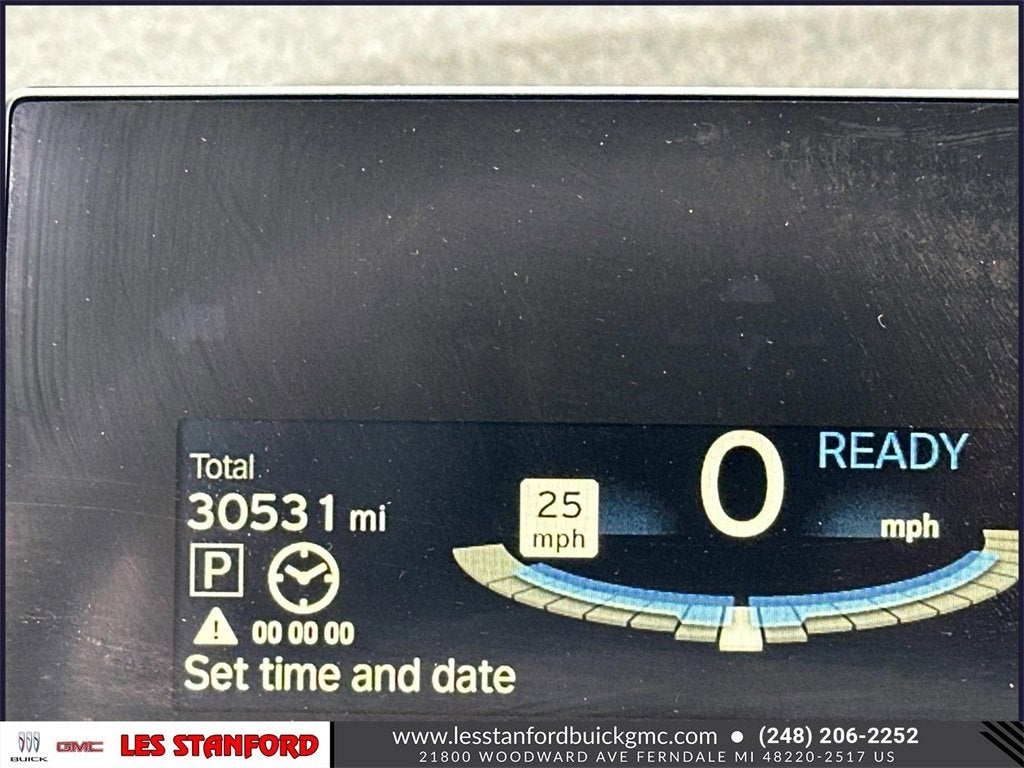 Total
30531 mi
P
00 00 00
Set time and date
25
mph
0
READY
mph
BUICK
GMC
LES STANFORD
www.lesstanfordbuickgmc.com • (248) 206-2252
21800 WOODWARD AVE FERNDALE MI 48220-2517 US